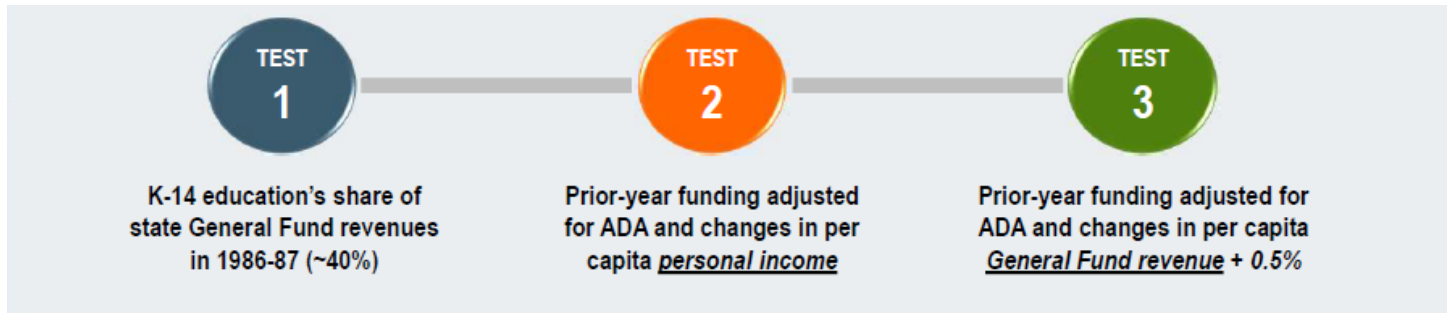 TEST
1
K-14 education's share of
state General Fund revenues
in 1986-87 (~40%)
TEST
2
Prior-year funding adjusted
for ADA and changes in per
capita personal income
TEST
3
Prior-year funding adjusted for
ADA and changes in per capita
General Fund revenue + 0.5%